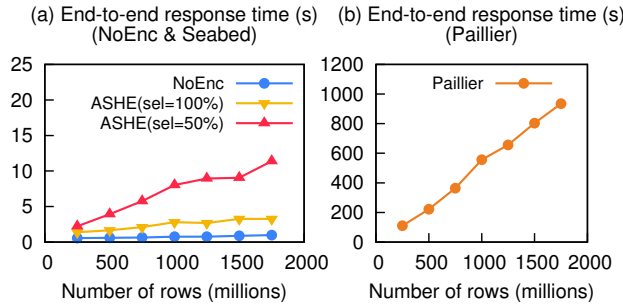 (a) End-to-end response time (s)
(NoEnc & Seabed)
25
20
15
10
5
0
NoEnc
ASHE(sel=100%)
ASHE(sel=50%)
0 500 1000 1500 2000
Number of rows (millions)
(b) End-to-end response time (s)
(Paillier)
1200
1000
800
600
400
200
0
Paillier
0 500 1000 1500 2000
Number of rows (millions)